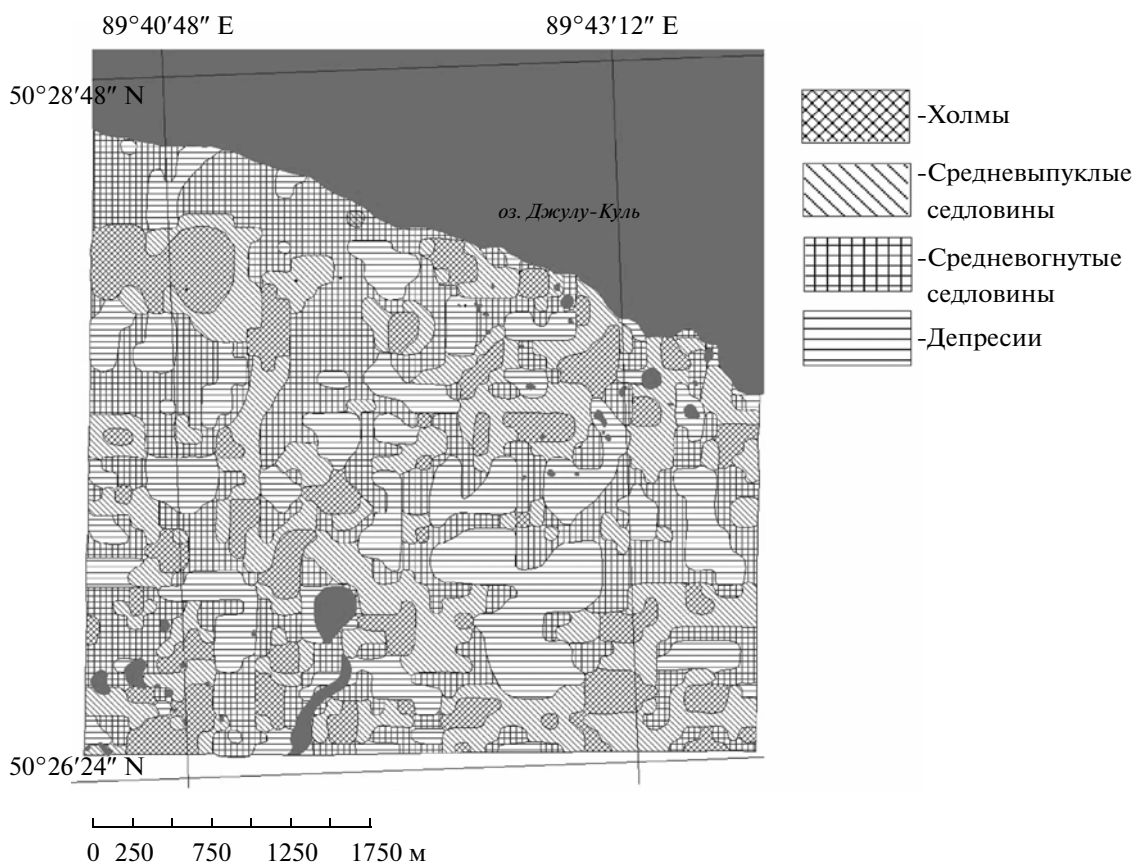 89°40′48″ E
89°43′12″ E
50°28′48″ N
-Холмы
-Средневыпуклые
седловины
оз. Джулу-Куль
-Средневогнутые
седловины
-Депресии
50°26′24″ N
0 250 750 1250 1750 м